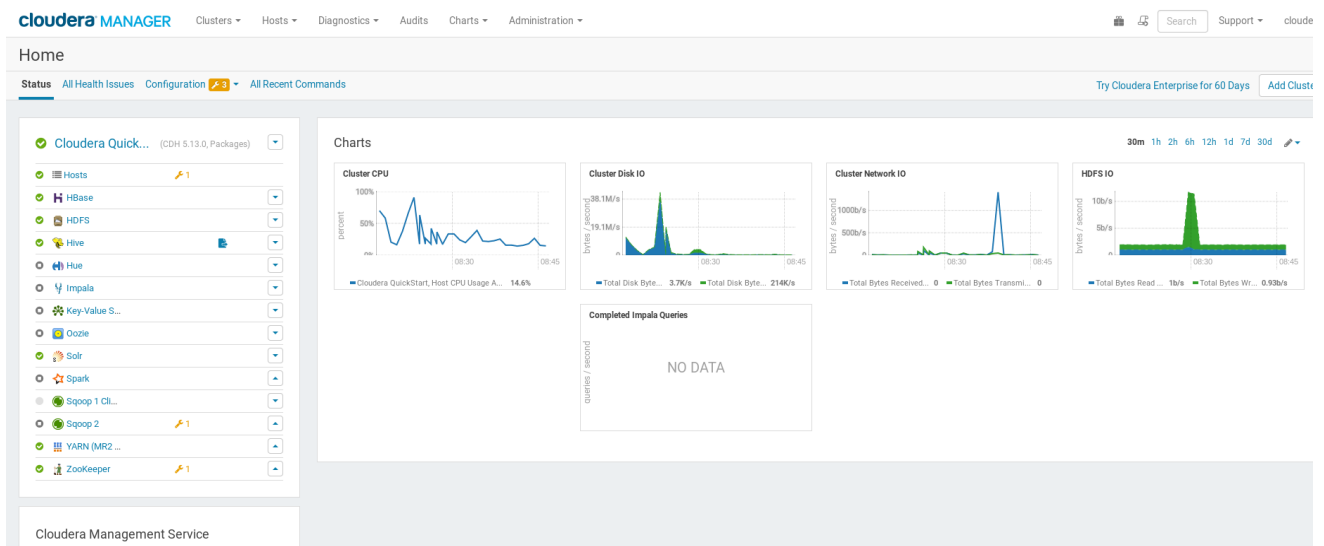 cloudera MANAGER Clusters Hosts Diagnostics Audits Charts Administration Search Support cloude
Home
Status All Health Issues Configuration 3 All Recent Commands Try Cloudera Enterprise for 60 Days Add Cluste
Cloudera Quick... (CDH 5.13.0, Packages)
Hosts 1
HBase
HDFS
Hive
Hue
Impala
Key-Value S...
Oozie
Solr
Spark
Sqoop 1 Cli...
Sqoop 2 1
YARN (MR2 ...
ZooKeeper 1
Cloudera Management Service
Charts 30m 1h 2h 6h 12h 1d 7d 30d
Cluster CPU
percent
100%
50%
0%
08:30 08:45
Cloudera QuickStart, Host CPU Usage A... 14.6%
Cluster Disk IO
bytes / second
38.1M/s
19.1M/s
0
08:30 08:45
Total Disk Byte... 3.7K/s Total Disk Byte... 214K/s
Cluster Network IO
bytes / second
1000b/s
500b/s
0
08:30 08:45
Total Bytes Received... 0 Total Bytes Transmi... 0
HDFS IO
bytes / second
10b/s
5b/s
0
08:30 08:45
Total Bytes Read ... 1b/s Total Bytes Wr... 0.93b/s
Completed Impala Queries
queries / second
NO DATA